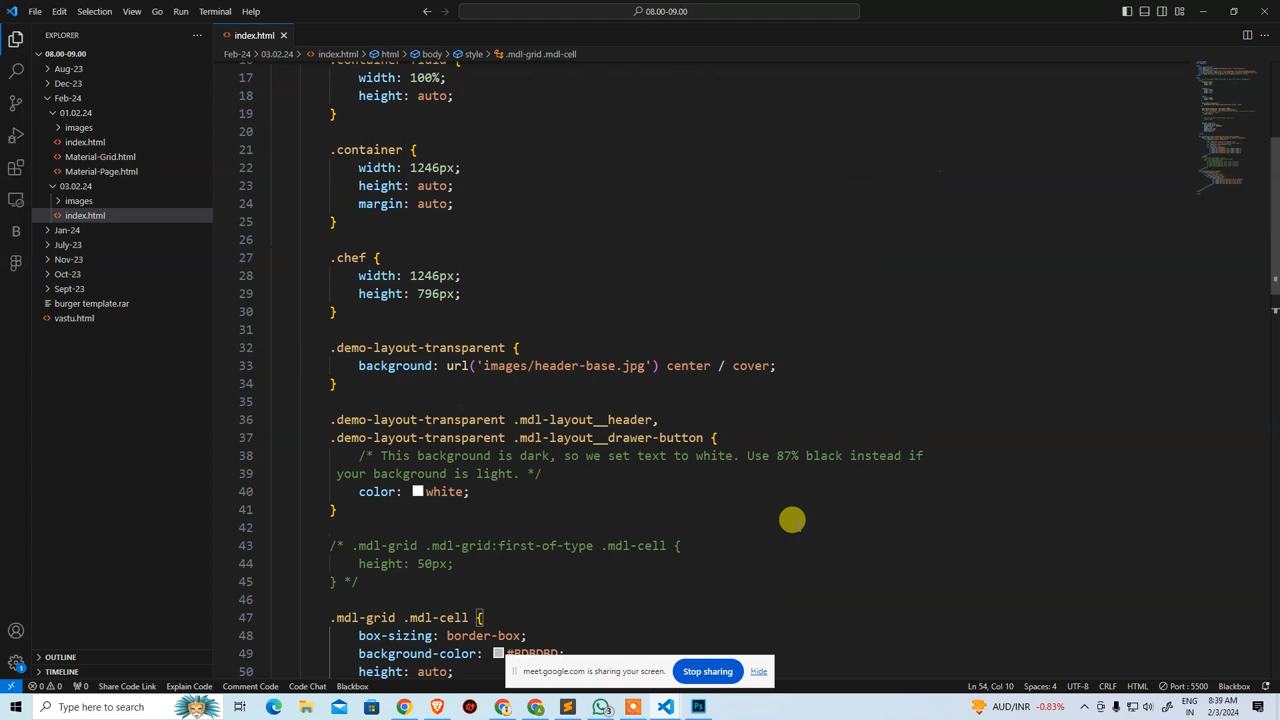 File Edit Selection View Go Run Terminal Help
08.00-09.00
index.html
Feb-24 > 03.02.24 > index.html > html > body > style > .mdl-grid .mdl-cell
08.00-09.00
Aug-23
Dec-23
Feb-24
01.02.24
images
index.html
Material-Grid.html
Material-Page.html
03.02.24
images
index.html
Jan-24
July-23
Nov-23
Oct-23
Sept-23
burger template.rar
vastu.html
OUTLINE
TIMELINE
17 width: 100%;
18 height: auto;
19 }
20
21 .container {
22 width: 1246px;
23 height: auto;
24 margin: auto;
25 }
26
27 .chef {
28 width: 1246px;
29 height: 796px;
30 }
31
32 .demo-layout-transparent {
33 background: url('images/header-base.jpg') center / cover;
34 }
35
36 .demo-layout-transparent .mdl-layout__header,
37 .demo-layout-transparent .mdl-layout__drawer-button {
38 /* This background is dark, so we set text to white. Use 87% black instead if
39 your background is light. */
40 color: white;
41 }
42
43 /* .mdl-grid .mdl-grid:first-of-type .mdl-cell {
44 height: 50px;
45 } */
46
47 .mdl-grid .mdl-cell {
48 box-sizing: border-box;
49 background-color: #BDBDBD;
50 height: auto;
meet.google.com is sharing your screen. Stop sharing Hide
0 0 0 Share Code Link Explain Code Comment Code Code Chat Blackbox Ln 54, Col 10 Spaces: 4 UTF-8 CRLF HTML Port : 5500 Blackbox
Type here to search
3
AUD/INR -0.83%
ENG
IN
8:39 AM
2/3/2024